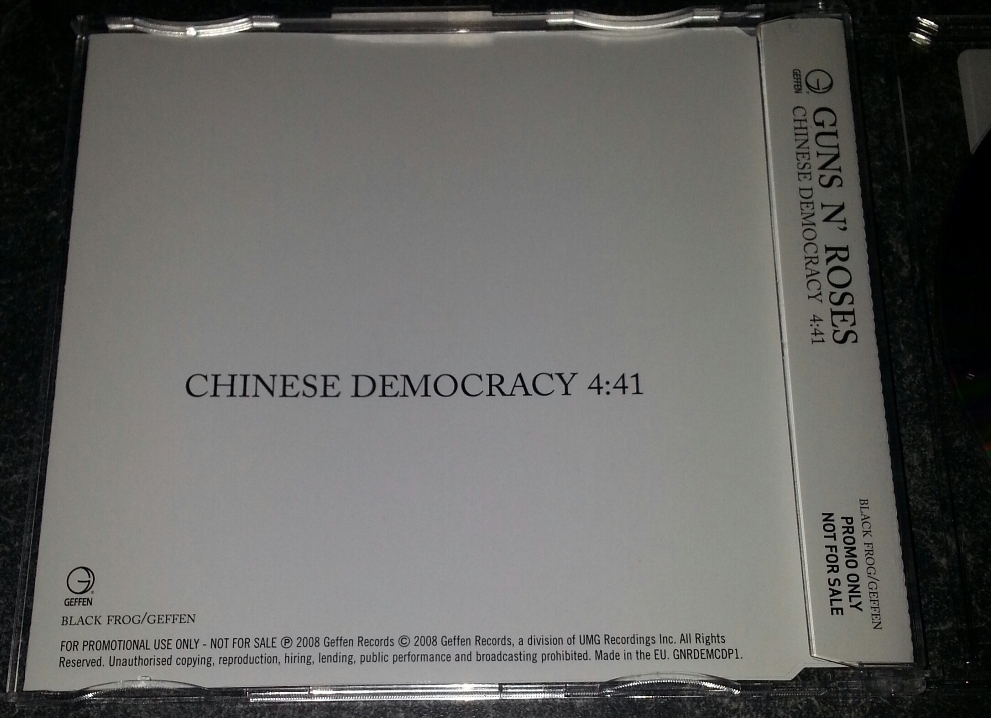 CHINESE DEMOCRACY 4:41
GEFFEN
BLACK FROG/GEFFEN
FOR PROMOTIONAL USE ONLY - NOT FOR SALE ℗ 2008 Geffen Records © 2008 Geffen Records, a division of UMG Recordings Inc. All Rights
Reserved. Unauthorised copying, reproduction, hiring, lending, public performance and broadcasting prohibited. Made in the EU. GNRDEMCDP1.
GEFFEN
GUNS N' ROSES
CHINESE DEMOCRACY 4:41
BLACK FROG/GEFFEN
PROMO ONLY
NOT FOR SALE